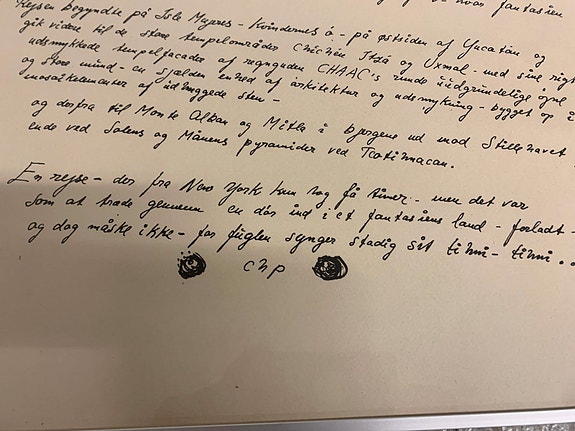 hvor fantasien
Rejsen begyndte på Isla Mujeres - Kvindernes ø - på østsiden af Yucatán og
gik videre til de store tempelområder Chichén Itzá og Uxmal - med sine rigt
udsmykkede tempelfacader af regnguden CHAAC's runde uudgrundelige øjne
og store mund - en sjælden enhed af arkitektur og udsmykning - bygget op i
mosaikelementer af udhuggede sten -
og derfra til Monte Alban og Mitla i bjergene ud mod Stillehavet
ende ved Solens og Månens pyramider ved Teotihuacan.
En rejse - der fra New York kun tog få timer - men det var
som at træde gennem en dør ind i et fantasiens land - forladt -
og dog måske ikke - for fuglen synger stadig sit tihui - tihui...
CHP